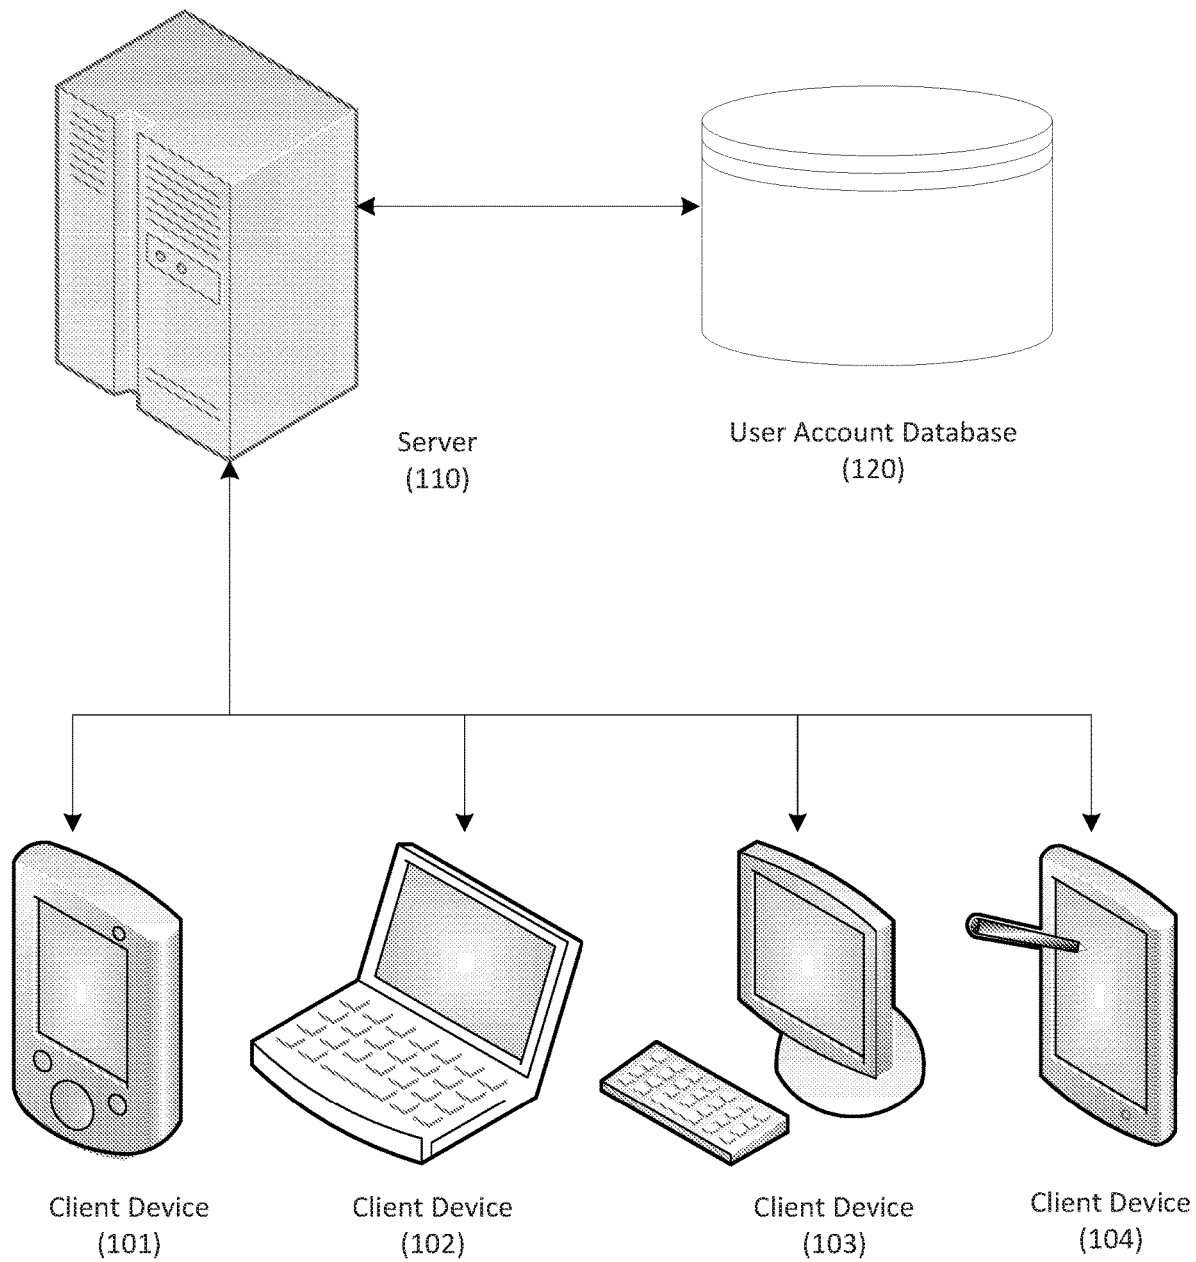 Server
(110)
User Account Database
(120)
Client Device
(101)
Client Device
(102)
Client Device
(103)
Client Device
(104)